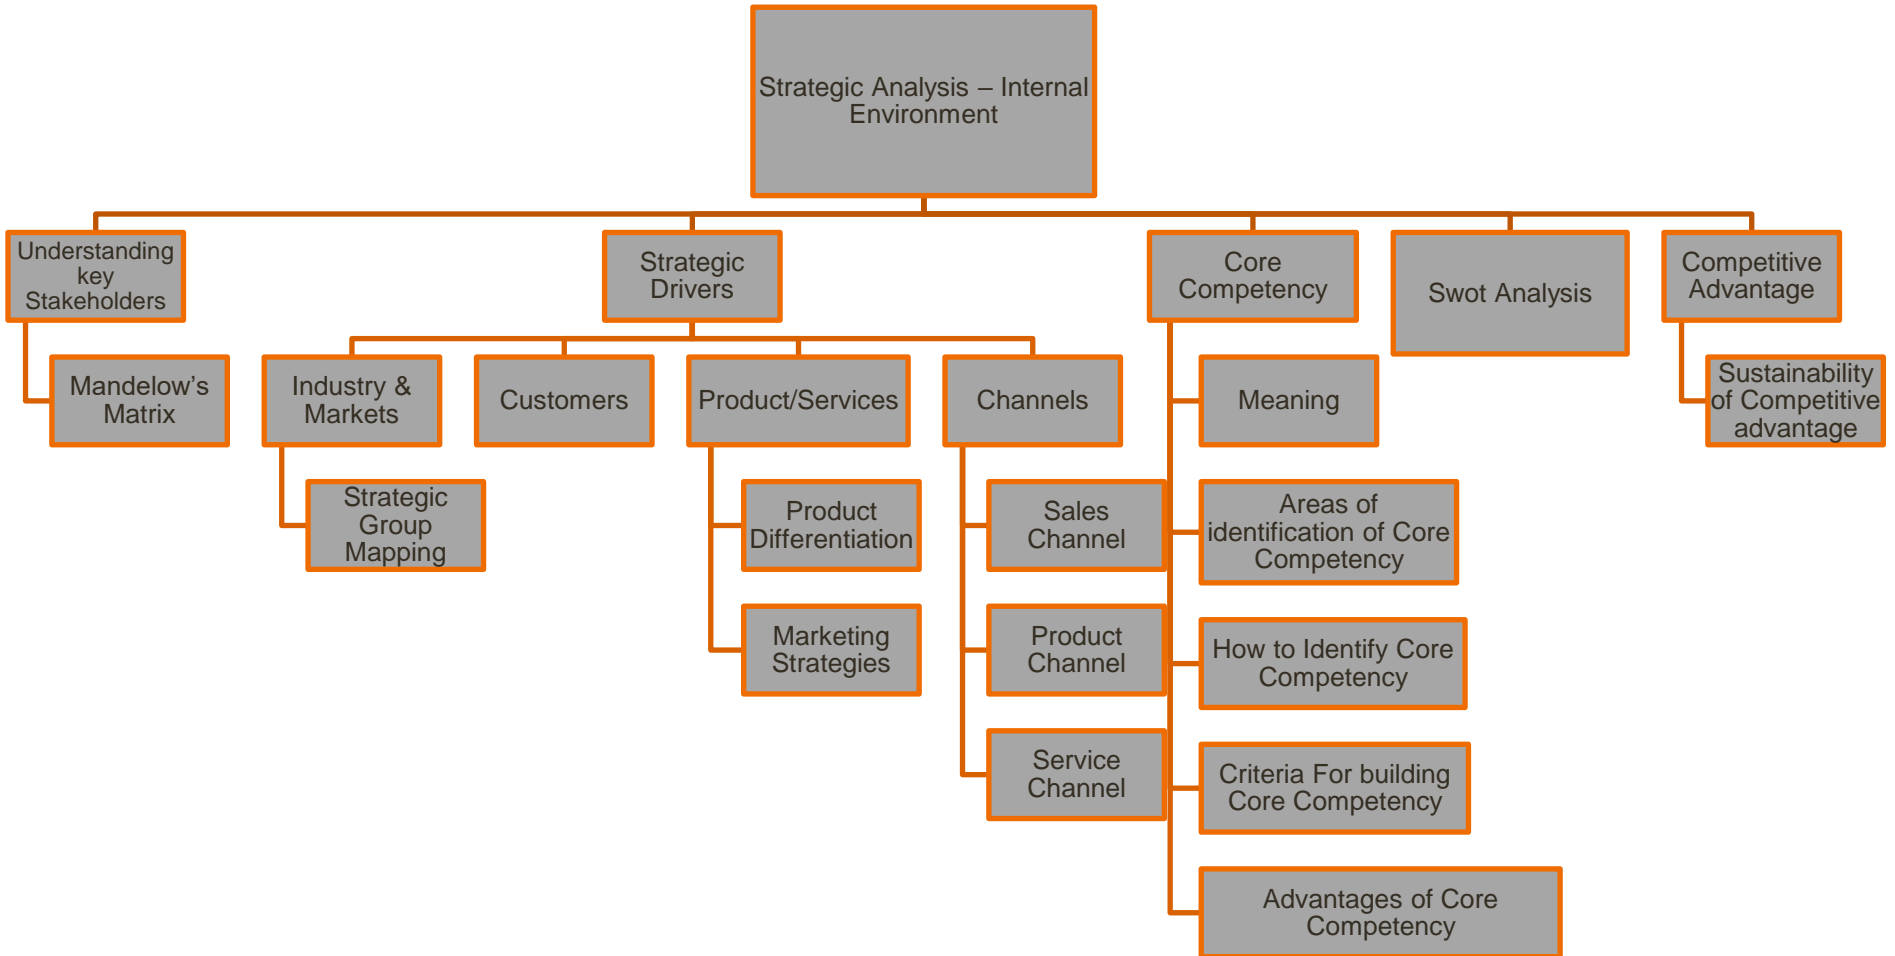 Strategic Analysis – Internal
Environment
Understanding
key
Stakeholders
Strategic
Drivers
Core
Competency
Swot Analysis
Competitive
Advantage
Mandelow’s
Matrix
Industry &
Markets
Customers
Product/Services
Channels
Meaning
Sustainability
of Competitive
advantage
Strategic
Group
Mapping
Product
Differentiation
Sales
Channel
Areas of
identification of Core
Competency
Marketing
Strategies
Product
Channel
How to Identify Core
Competency
Service
Channel
Criteria For building
Core Competency
Advantages of Core
Competency